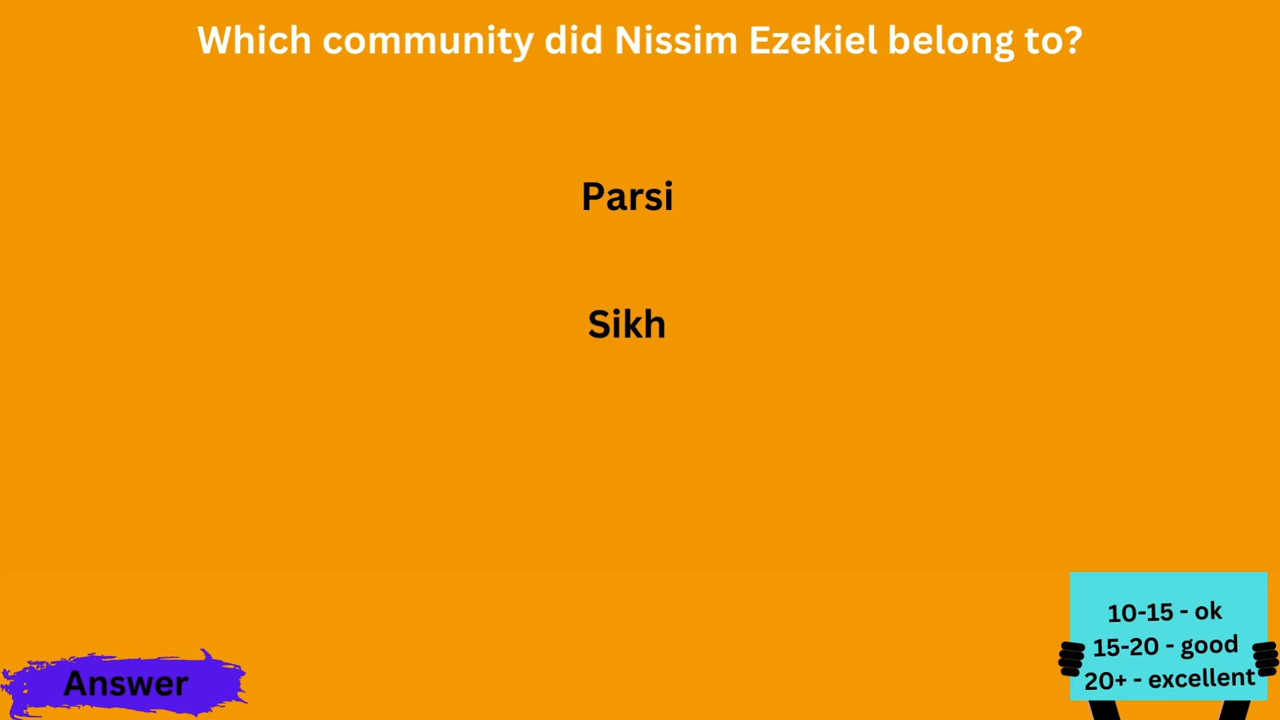 Which community did Nissim Ezekiel belong to?
Parsi
Sikh
10-15 - ok
15-20 - good
20+ - excellent
Answer